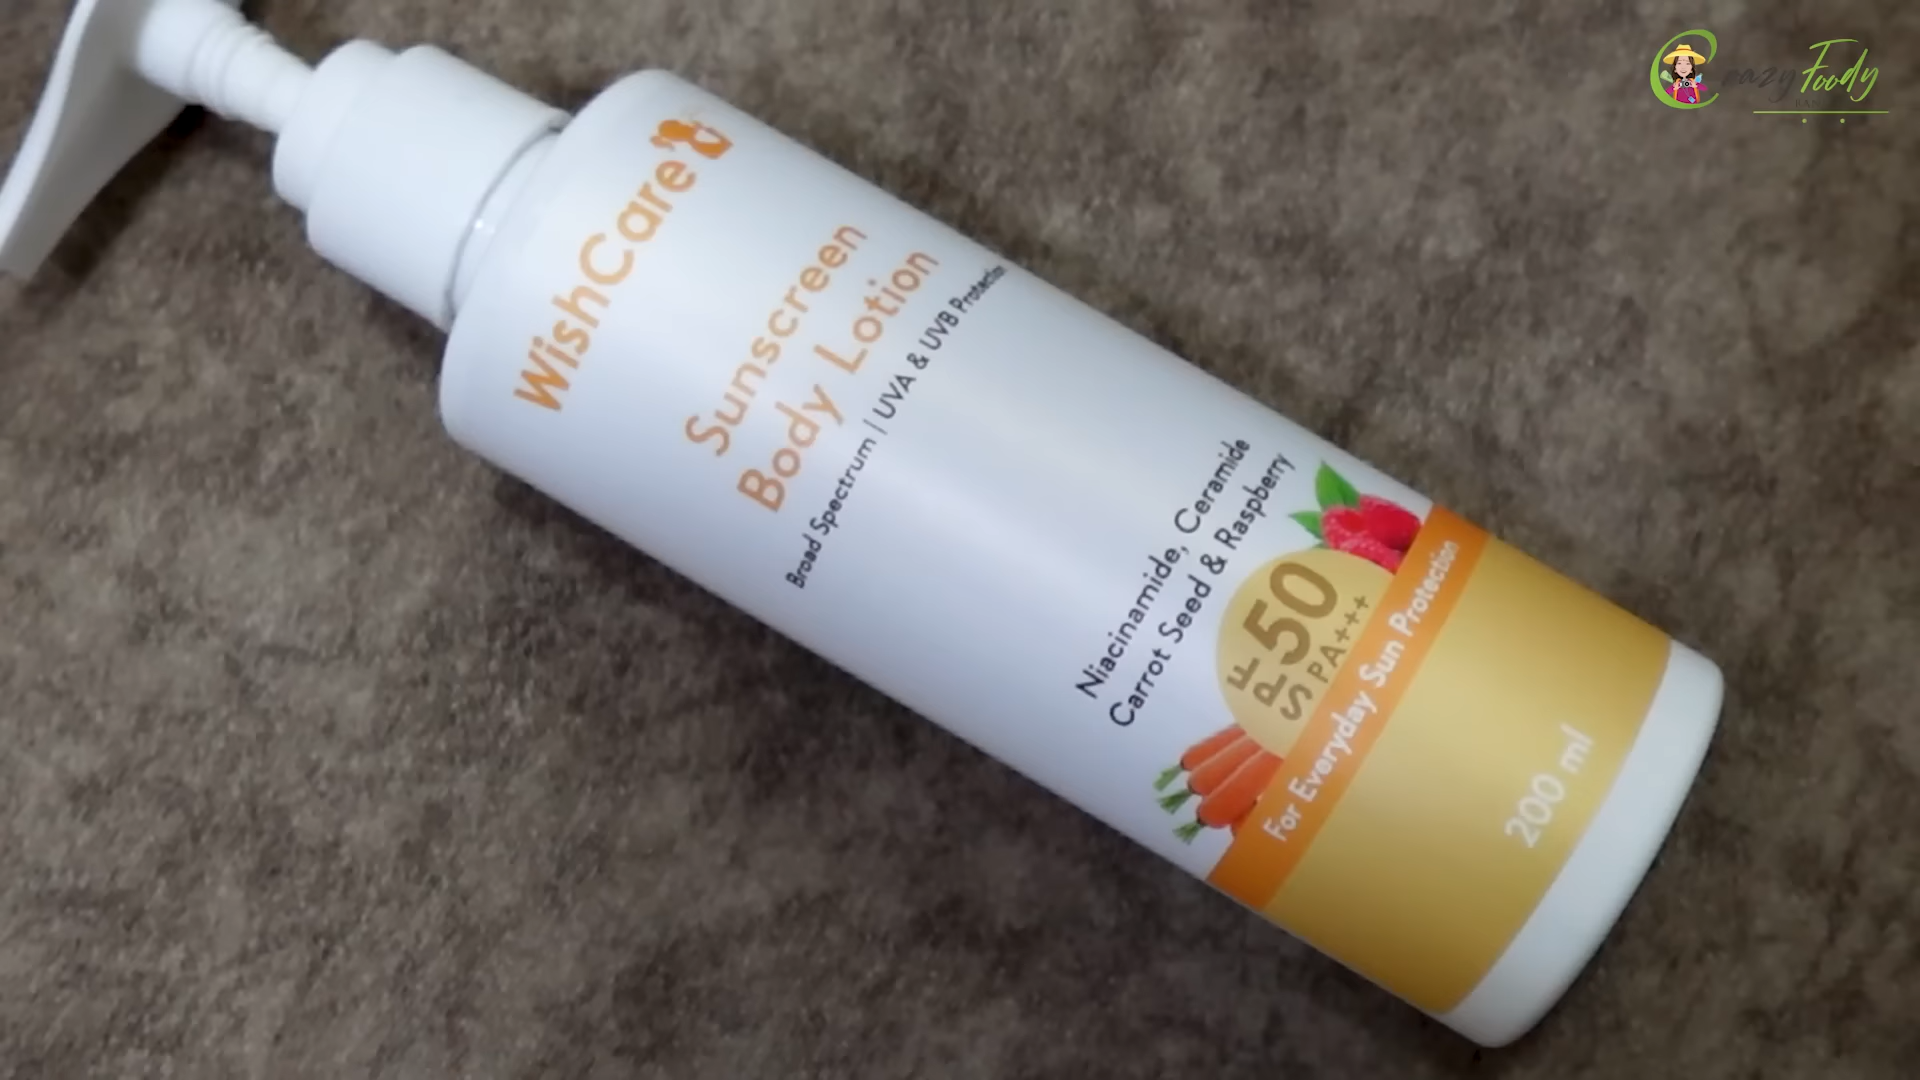 WishCare
Sunscreen
Body Lotion
Broad Spectrum | UVA & UVB Protection
Niacinamide, Ceramide
Carrot Seed & Raspberry
SPF
50
PA+++
For Everyday Sun Protection
200 ml
Crazy Foody